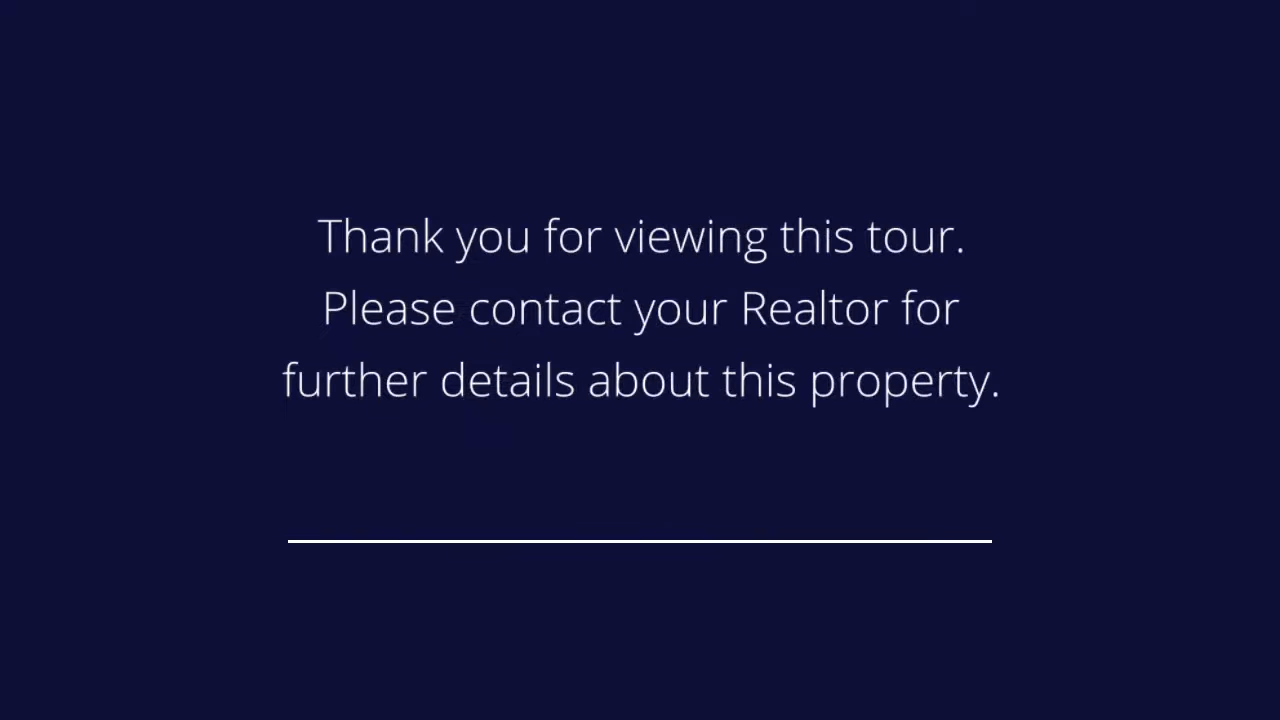 Thank you for viewing this tour.
Please contact your Realtor for
further details about this property.